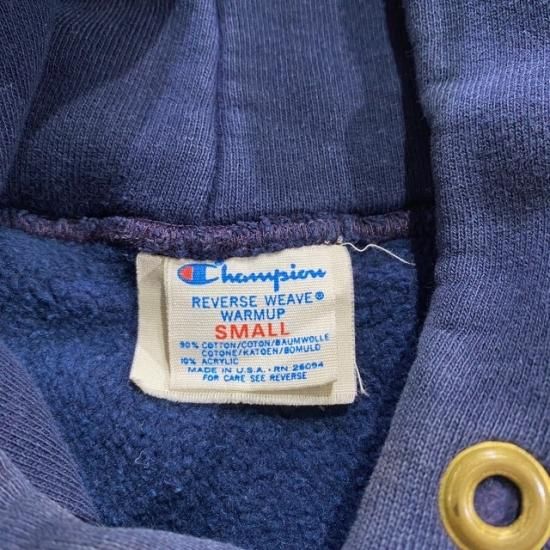 Champion
REVERSE WEAVE®
WARMUP
SMALL
90% COTTON/COTON/BAUMWOLLE
COTONE/KATOEN/BOMULD
10% ACRYLIC
MADE IN U.S.A. - RN 26094
FOR CARE SEE REVERSE